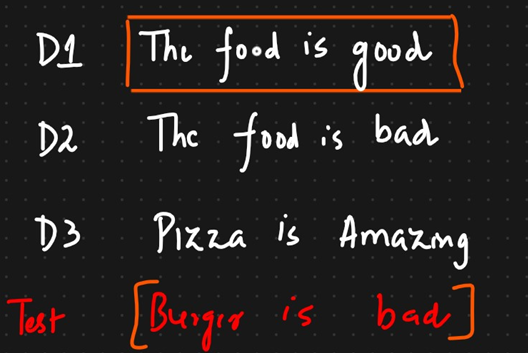 D1 The food is good
D2 The food is bad
D3 Pizza is Amazing
Test [Burger is bad]